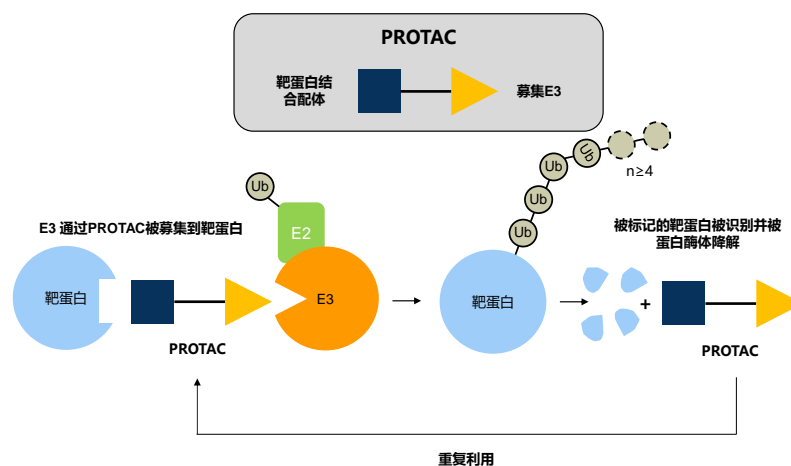 PROTAC
靶蛋白结
合配体
募集E3
Ub
Ub
Ub
Ub
n≥4
Ub
E3 通过PROTAC被募集到靶蛋白
E2
被标记的靶蛋白被识别并被
蛋白酶体降解
靶蛋白
E3
靶蛋白
+
PROTAC
PROTAC
重复利用